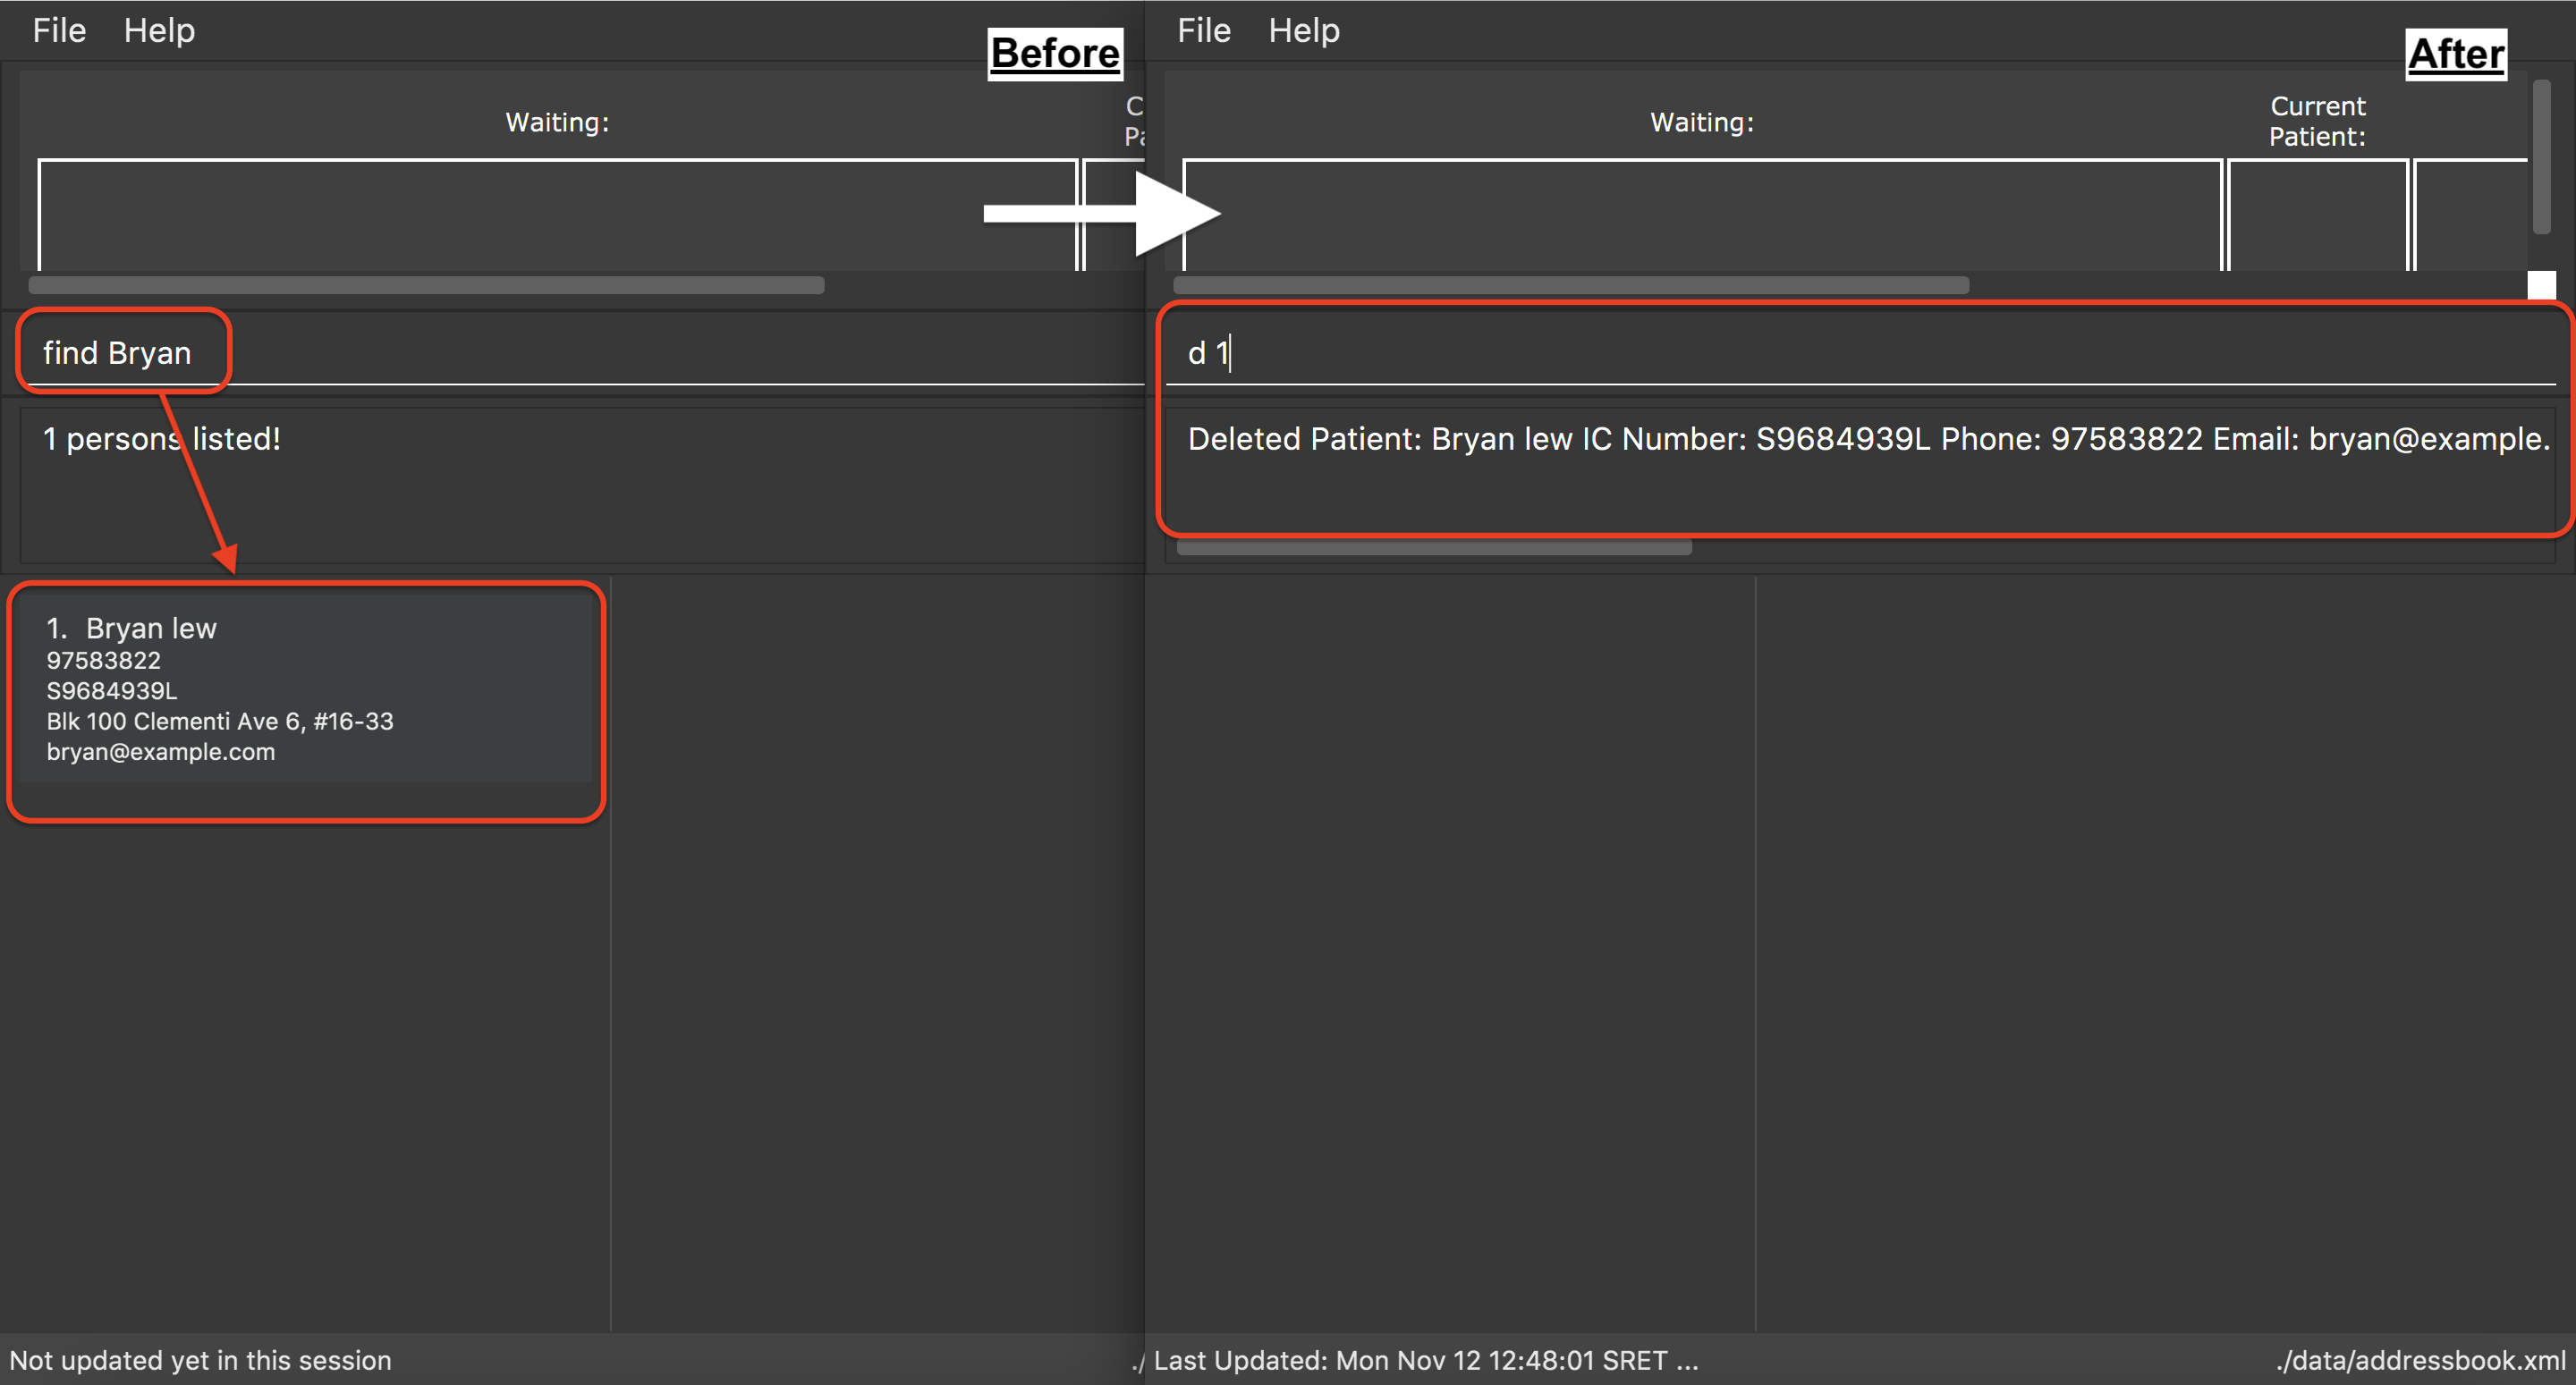 File Help
Before
Waiting:
C
Pa
find Bryan
1 persons listed!
1. Bryan lew
97583822
S9684939L
Blk 100 Clementi Ave 6, #16-33
bryan@example.com
Not updated yet in this session
./
File Help
After
Waiting:
Current
Patient:
d 1
Deleted Patient: Bryan lew IC Number: S9684939L Phone: 97583822 Email: bryan@example.
Last Updated: Mon Nov 12 12:48:01 SRET ...
./data/addressbook.xml